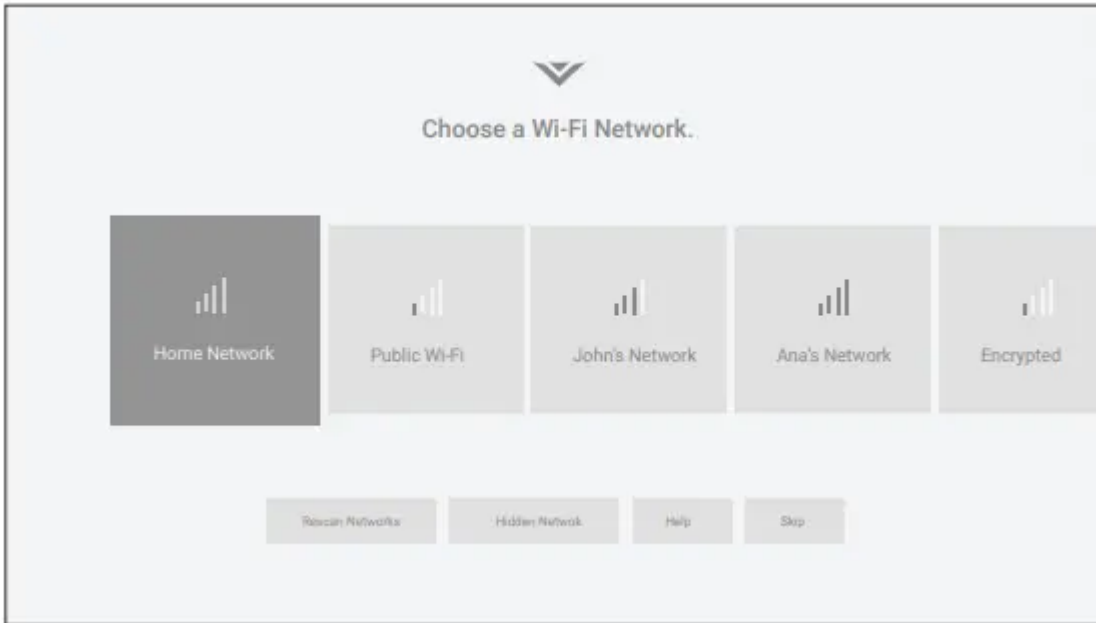 Choose a Wi-Fi Network.
Home Network
Public Wi-Fi
John's Network
Ana's Network
Encrypted
Rescan Networks
Hidden Netwok
Help
Skip